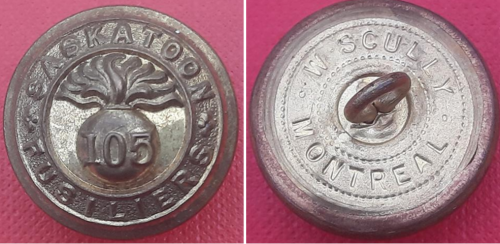 SASKATOON
105
FUSILIERS
W SCULLY
MONTREAL